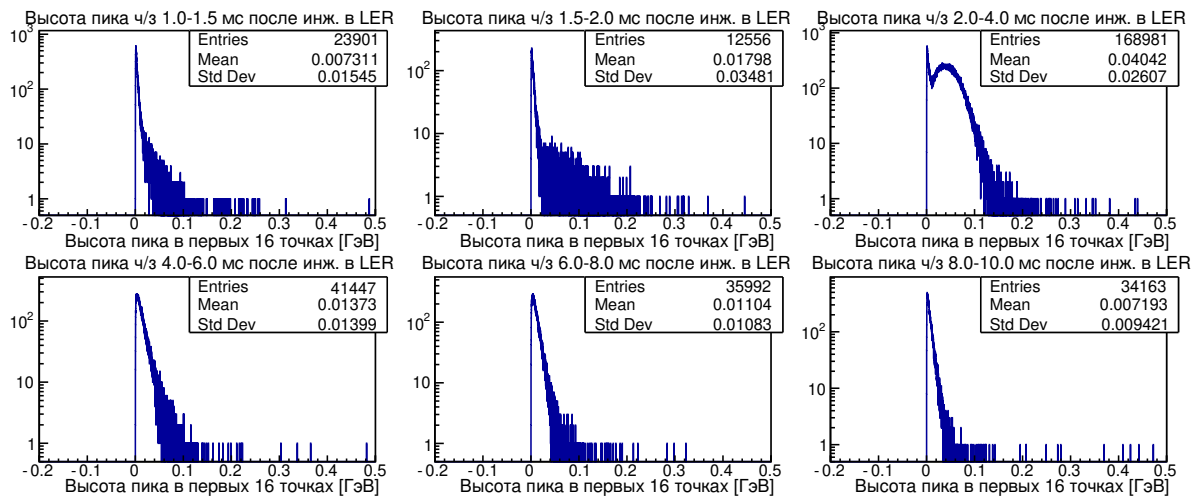 Высота пика ч/з 1.0-1.5 мс после инж. в LER
Entries 23901
Mean 0.007311
Std Dev 0.01545
10³
10²
10
1
-0.2 -0.1 0 0.1 0.2 0.3 0.4 0.5
Высота пика в первых 16 точках [ГэВ]
Высота пика ч/з 1.5-2.0 мс после инж. в LER
Entries 12556
Mean 0.01798
Std Dev 0.03481
10²
10
1
-0.2 -0.1 0 0.1 0.2 0.3 0.4 0.5
Высота пика в первых 16 точках [ГэВ]
Высота пика ч/з 2.0-4.0 мс после инж. в LER
Entries 168981
Mean 0.04042
Std Dev 0.02607
10³
10²
10
1
-0.2 -0.1 0 0.1 0.2 0.3 0.4 0.5
Высота пика в первых 16 точках [ГэВ]
Высота пика ч/з 4.0-6.0 мс после инж. в LER
Entries 41447
Mean 0.01373
Std Dev 0.01399
10²
10
1
-0.2 -0.1 0 0.1 0.2 0.3 0.4 0.5
Высота пика в первых 16 точках [ГэВ]
Высота пика ч/з 6.0-8.0 мс после инж. в LER
Entries 35992
Mean 0.01104
Std Dev 0.01083
10²
10
1
-0.2 -0.1 0 0.1 0.2 0.3 0.4 0.5
Высота пика в первых 16 точках [ГэВ]
Высота пика ч/з 8.0-10.0 мс после инж. в LER
Entries 34163
Mean 0.007193
Std Dev 0.009421
10²
10
1
-0.2 -0.1 0 0.1 0.2 0.3 0.4 0.5
Высота пика в первых 16 точках [ГэВ]